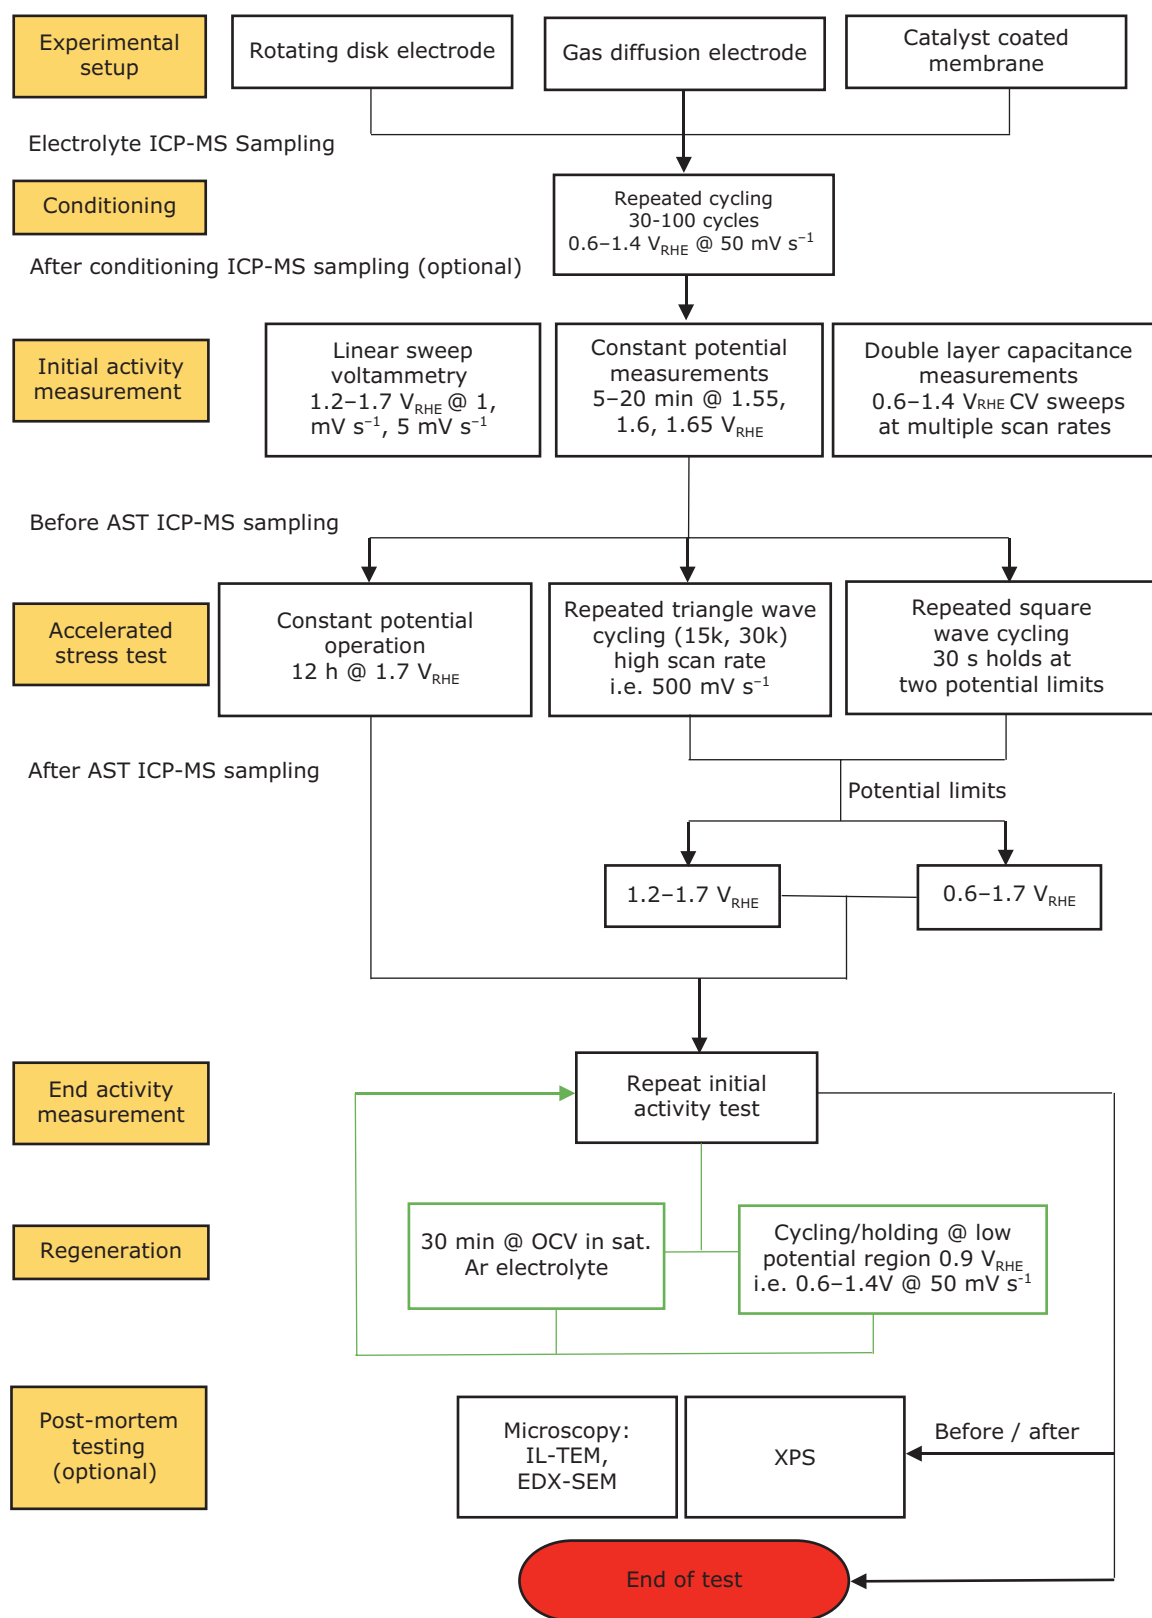 Experimental
setup
Rotating disk electrode
Gas diffusion electrode
Catalyst coated
membrane
Electrolyte ICP-MS Sampling
Conditioning
Repeated cycling
30-100 cycles
0.6–1.4 VRHE @ 50 mV s–1
After conditioning ICP-MS sampling (optional)
Initial activity
measurement
Linear sweep
voltammetry
1.2–1.7 VRHE @ 1,
mV s–1, 5 mV s–1
Constant potential
measurements
5–20 min @ 1.55,
1.6, 1.65 VRHE
Double layer capacitance
measurements
0.6–1.4 VRHE CV sweeps
at multiple scan rates
Before AST ICP-MS sampling
Accelerated
stress test
Constant potential
operation
12 h @ 1.7 VRHE
Repeated triangle wave
cycling (15k, 30k)
high scan rate
i.e. 500 mV s–1
Repeated square
wave cycling
30 s holds at
two potential limits
After AST ICP-MS sampling
Potential limits
1.2–1.7 VRHE
0.6–1.7 VRHE
End activity
measurement
Repeat initial
activity test
Regeneration
30 min @ OCV in sat.
Ar electrolyte
Cycling/holding @ low
potential region 0.9 VRHE
i.e. 0.6–1.4V @ 50 mV s-1
Post-mortem
testing
(optional)
Microscopy:
IL-TEM,
EDX-SEM
XPS
Before / after
End of test